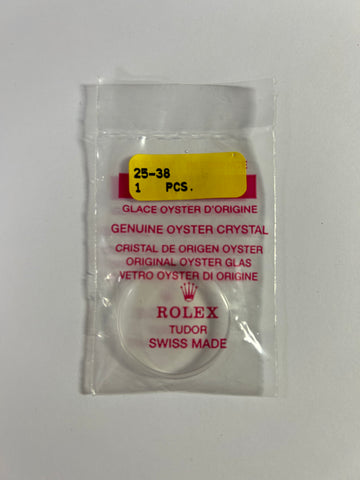 25-38
1 PCS.
GLACE OYSTER D'ORIGINE
GENUINE OYSTER CRYSTAL
CRISTAL DE ORIGEN OYSTER
ORIGINAL OYSTER GLAS
VETRO OYSTER DI ORIGINE
ROLEX
TUDOR
SWISS MADE